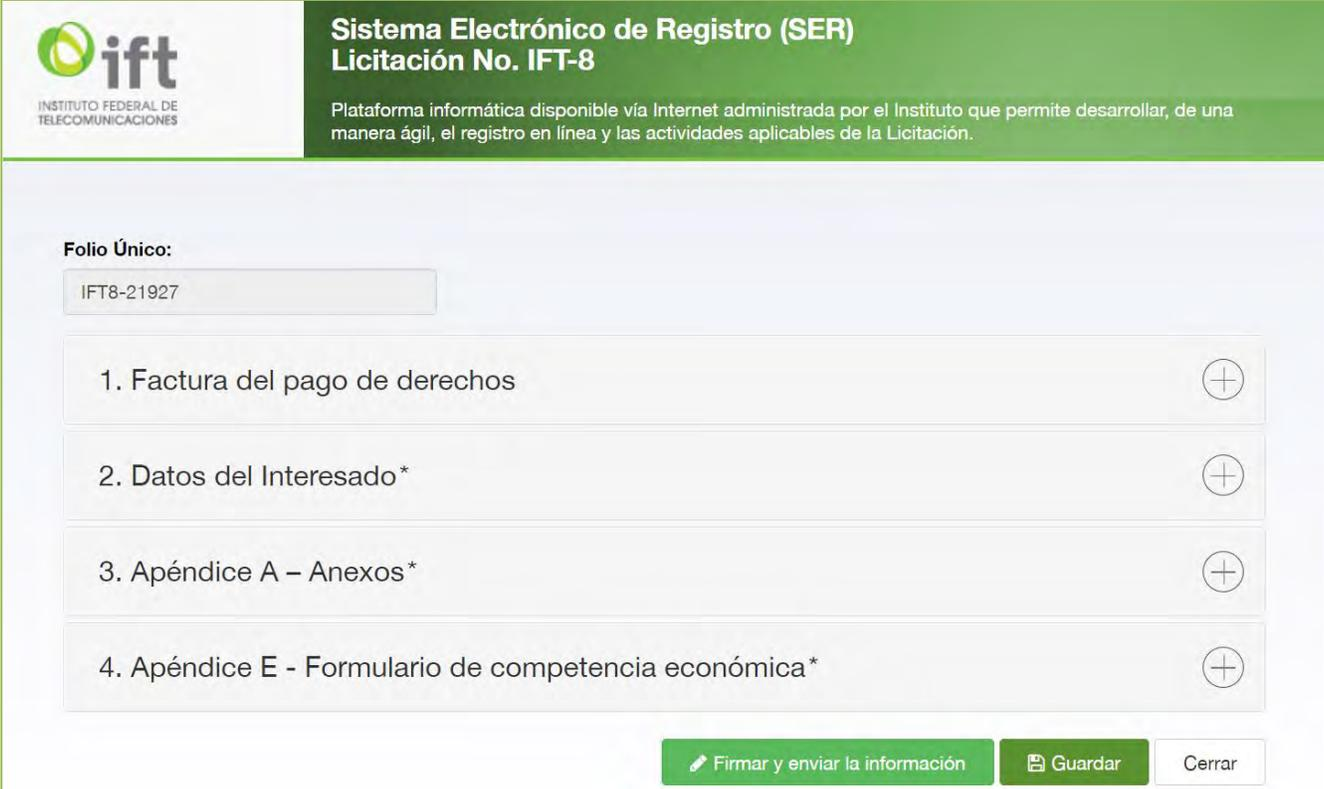 ift
INSTITUTO FEDERAL DE
TELECOMUNICACIONES
Sistema Electrónico de Registro (SER)
Licitación No. IFT-8
Plataforma informática disponible vía Internet administrada por el Instituto que permite desarrollar, de una
manera ágil, el registro en línea y las actividades aplicables de la Licitación.
Folio Único:
IFT8-21927
1. Factura del pago de derechos
2. Datos del Interesado*
3. Apéndice A – Anexos*
4. Apéndice E - Formulario de competencia económica*
Firmar y enviar la información Guardar Cerrar